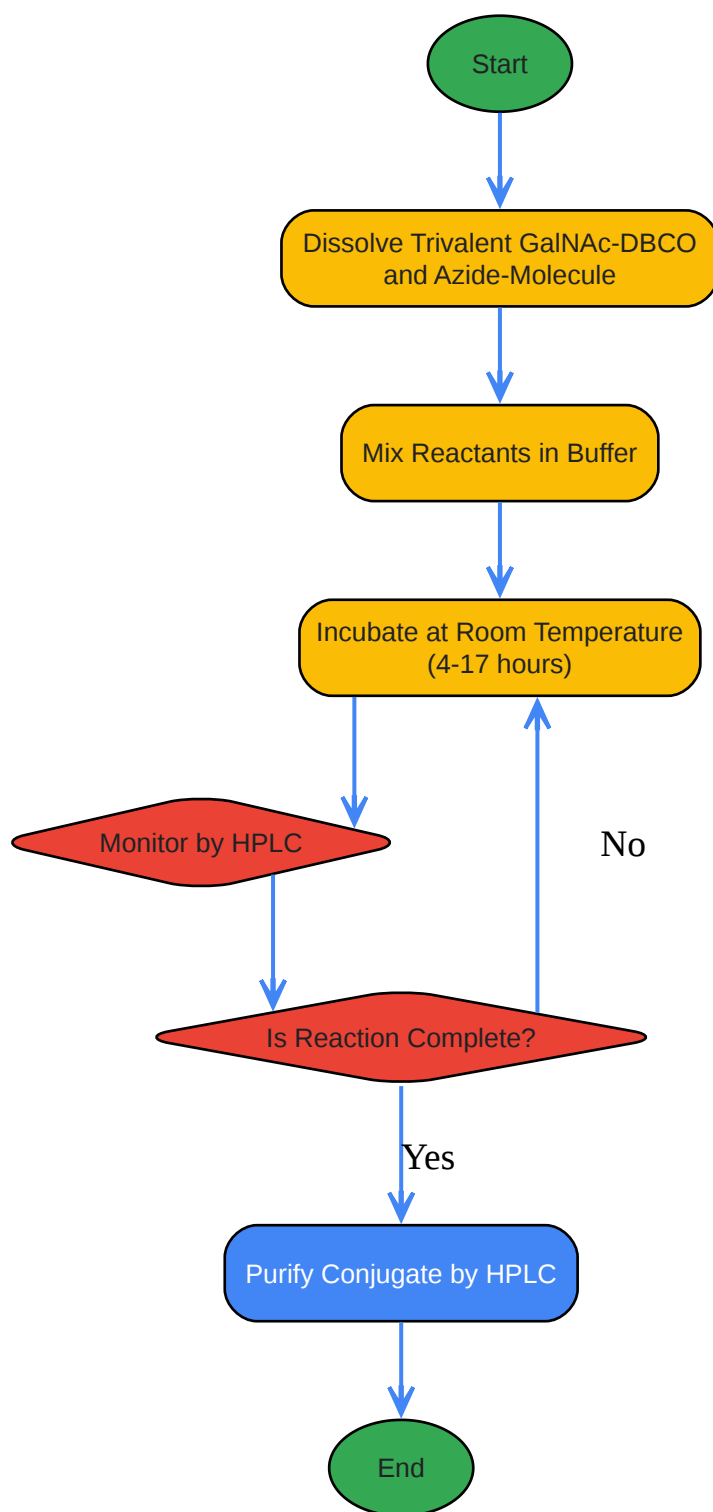 Start
Dissolve Trivalent GalNAc-DBCO
and Azide-Molecule
Mix Reactants in Buffer
Incubate at Room Temperature
(4-17 hours)
Monitor by HPLC
No
Is Reaction Complete?
Yes
Purify Conjugate by HPLC
End